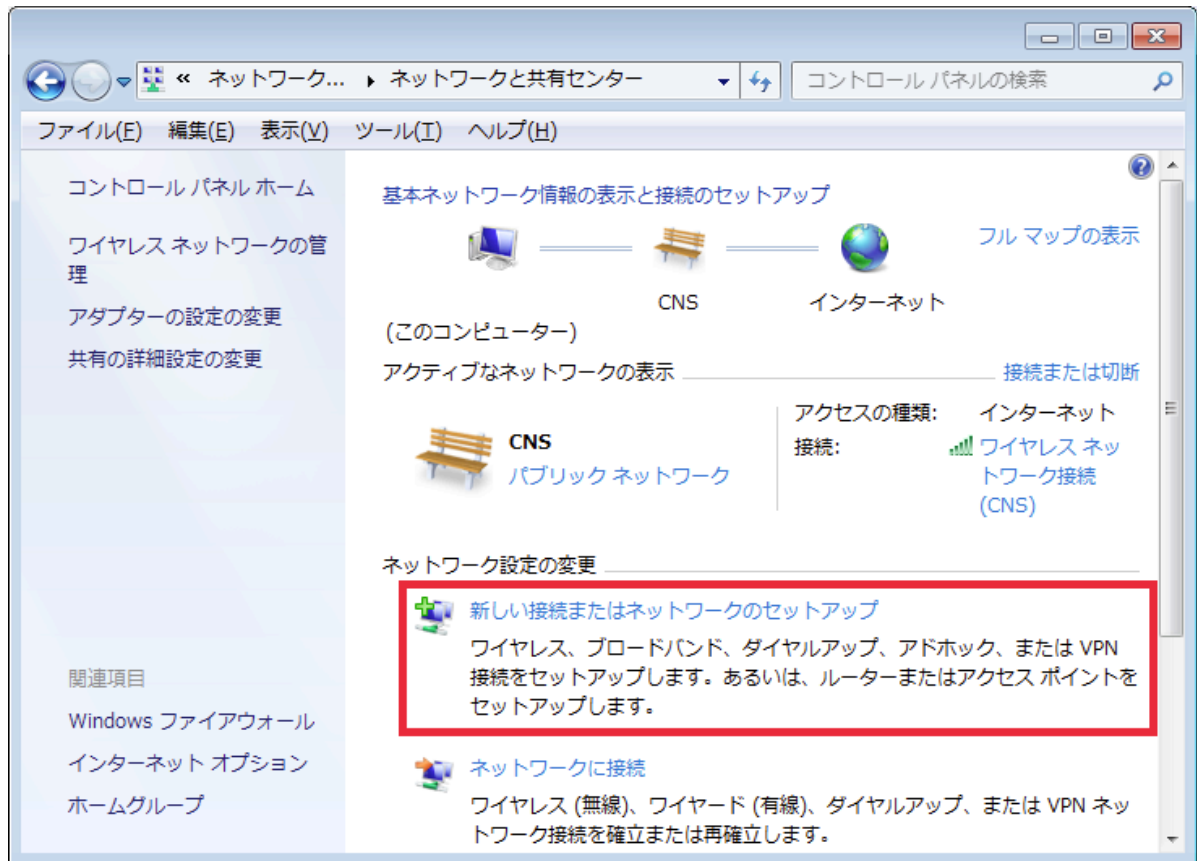 « ネットワーク... ▸ ネットワークと共有センター
コントロール パネルの検索
ファイル(F) 編集(E) 表示(V) ツール(T) ヘルプ(H)
コントロール パネル ホーム
ワイヤレス ネットワークの管
理
アダプターの設定の変更
共有の詳細設定の変更
関連項目
Windows ファイアウォール
インターネット オプション
ホームグループ
基本ネットワーク情報の表示と接続のセットアップ
フル マップの表示
CNS インターネット
(このコンピューター)
アクティブなネットワークの表示 接続または切断
CNS
パブリック ネットワーク
アクセスの種類: インターネット
接続: ワイヤレス ネッ
トワーク接続
(CNS)
ネットワーク設定の変更
新しい接続またはネットワークのセットアップ
ワイヤレス、ブロードバンド、ダイヤルアップ、アドホック、または VPN
接続をセットアップします。あるいは、ルーターまたはアクセス ポイントを
セットアップします。
ネットワークに接続
ワイヤレス (無線)、ワイヤード (有線)、ダイヤルアップ、または VPN ネッ
トワーク接続を確立または再確立します。